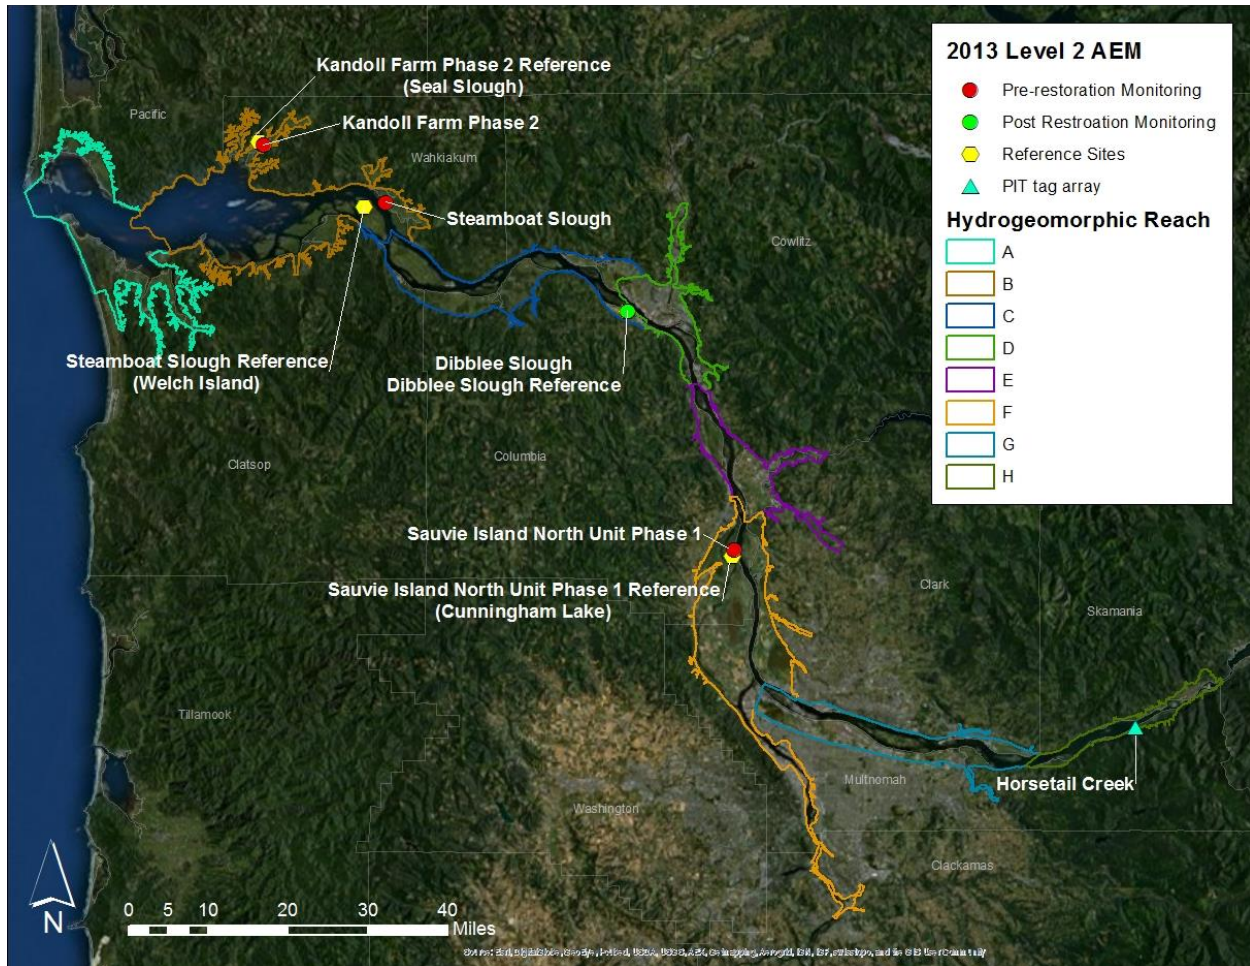 Kandoll Farm Phase 2 Reference
(Seal Slough)
Kandoll Farm Phase 2
Pacific
Wahkiakum
Steamboat Slough
Cowlitz
Steamboat Slough Reference
(Welch Island)
Dibblee Slough
Dibblee Slough Reference
Clatsop
Columbia
Sauvie Island North Unit Phase 1
Sauvie Island North Unit Phase 1 Reference
(Cunningham Lake)
Clark
Skamania
Tillamook
Multnomah
Horsetail Creek
Washington
Clackamas
2013 Level 2 AEM
Pre-restoration Monitoring
Post Restroation Monitoring
Reference Sites
PIT tag array
Hydrogeomorphic Reach
A
B
C
D
E
F
G
H
N
0 5 10 20 30 40
Miles